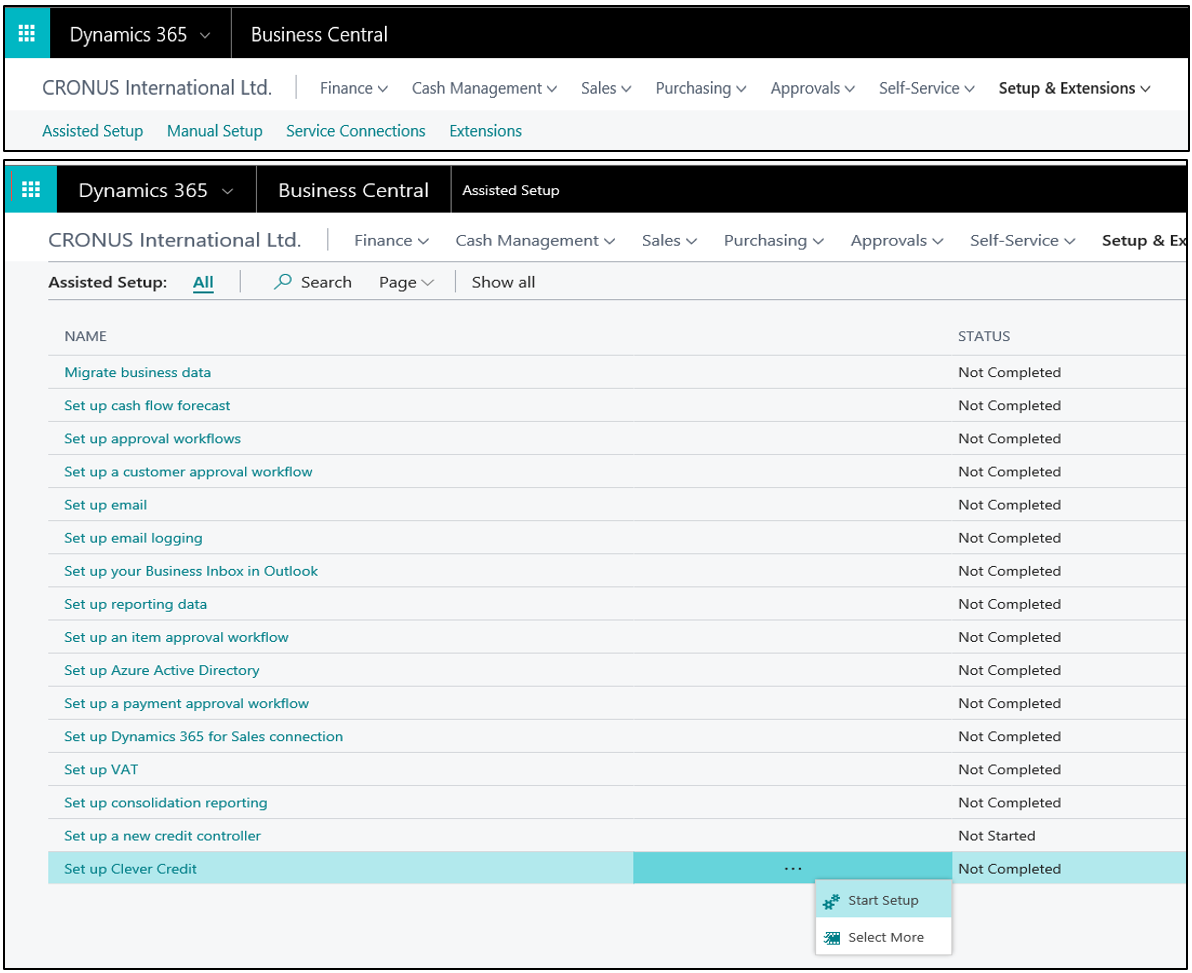 Dynamics 365 Business Central
CRONUS International Ltd. Finance Cash Management Sales Purchasing Approvals Self-Service Setup & Extensions
Assisted Setup Manual Setup Service Connections Extensions
Dynamics 365 Business Central Assisted Setup
CRONUS International Ltd. Finance Cash Management Sales Purchasing Approvals Self-Service Setup & Ex
Assisted Setup: All Search Page Show all
NAME STATUS
Migrate business data Not Completed
Set up cash flow forecast Not Completed
Set up approval workflows Not Completed
Set up a customer approval workflow Not Completed
Set up email Not Completed
Set up email logging Not Completed
Set up your Business Inbox in Outlook Not Completed
Set up reporting data Not Completed
Set up an item approval workflow Not Completed
Set up Azure Active Directory Not Completed
Set up a payment approval workflow Not Completed
Set up Dynamics 365 for Sales connection Not Completed
Set up VAT Not Completed
Set up consolidation reporting Not Completed
Set up a new credit controller Not Started
Set up Clever Credit ... Not Completed
Start Setup
Select More